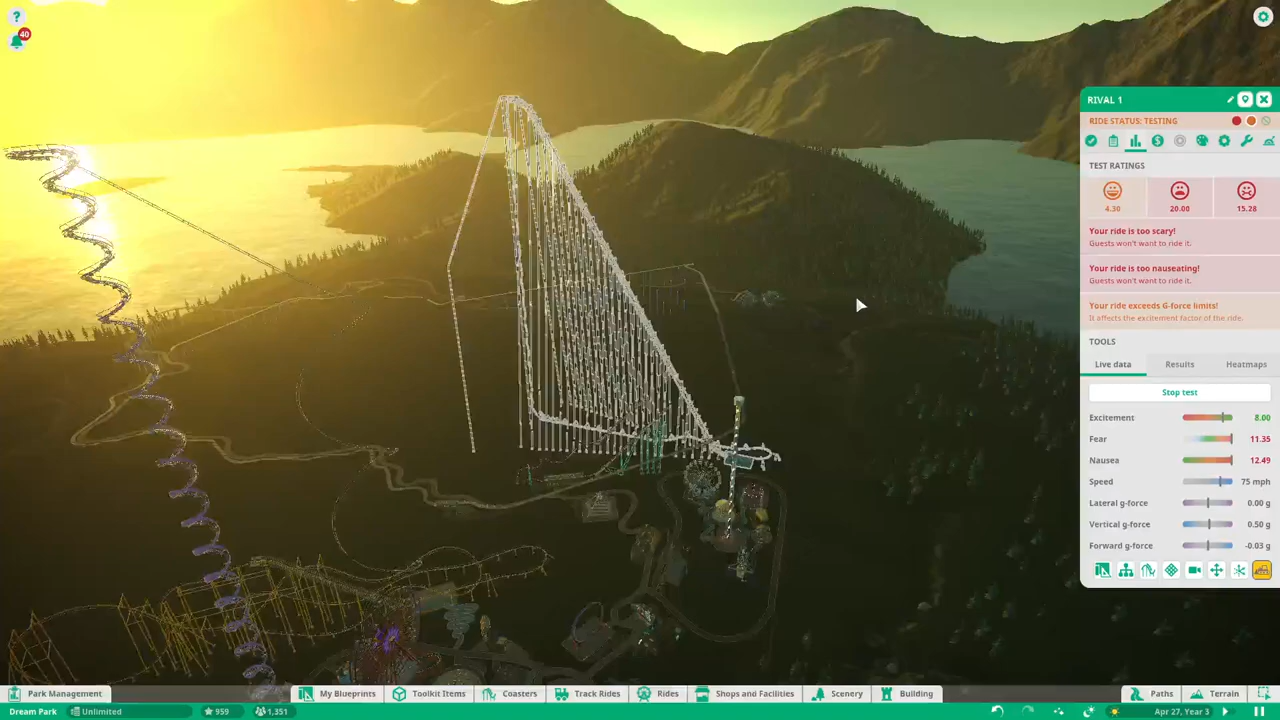 ?
40
RIVAL 1
RIDE STATUS: TESTING
TEST RATINGS
4.30 20.00 15.28
Your ride is too scary!
Guests won't want to ride it.
Your ride is too nauseating!
Guests won't want to ride it.
Your ride exceeds G-force limits!
It affects the excitement factor of the ride.
TOOLS
Live data Results Heatmaps
Stop test
Excitement 8.00
Fear 11.35
Nausea 12.49
Speed 75 mph
Lateral g-force 0.00 g
Vertical g-force 0.50 g
Forward g-force -0.03 g
Park Management My Blueprints Toolkit Items Coasters Track Rides Rides Shops and Facilities Scenery Building Paths Terrain
Dream Park Unlimited 959 1,351 Apr 27, Year 3